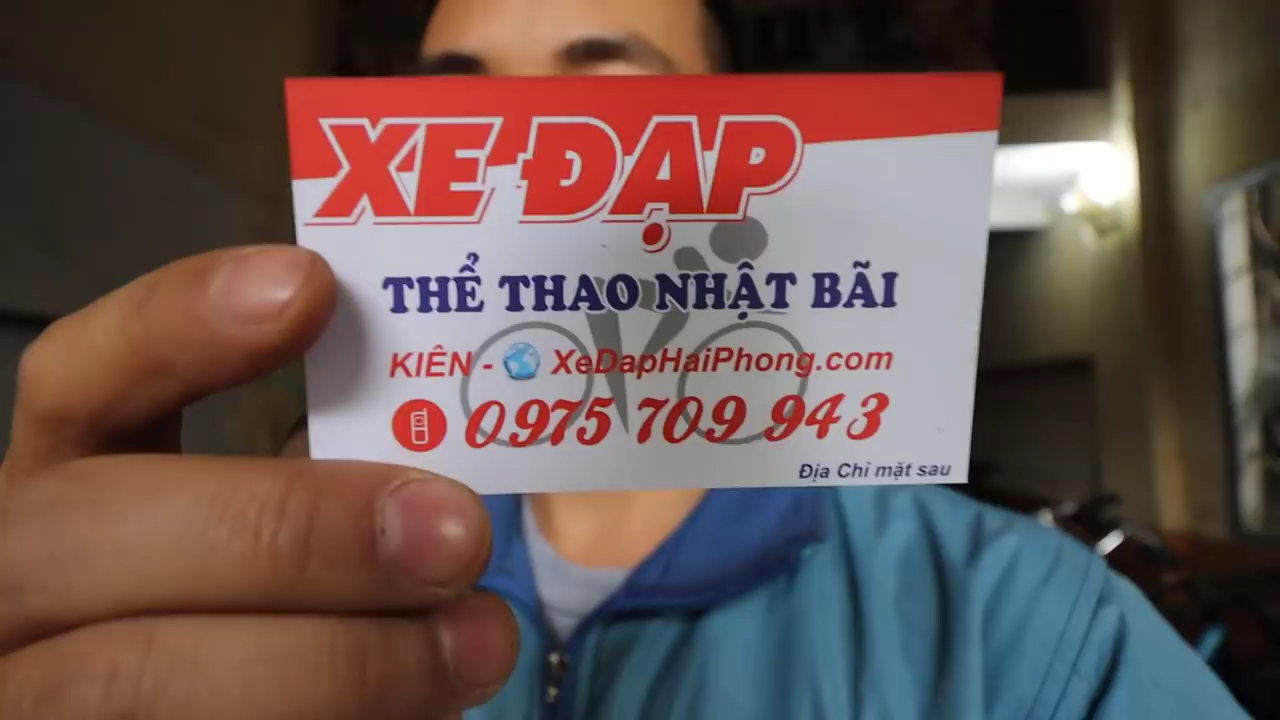 XE ĐẠP
THỂ THAO NHẬT BÃI
KIÊN - XeDapHaiPhong.com
0975 709 943
Địa Chỉ mặt sau